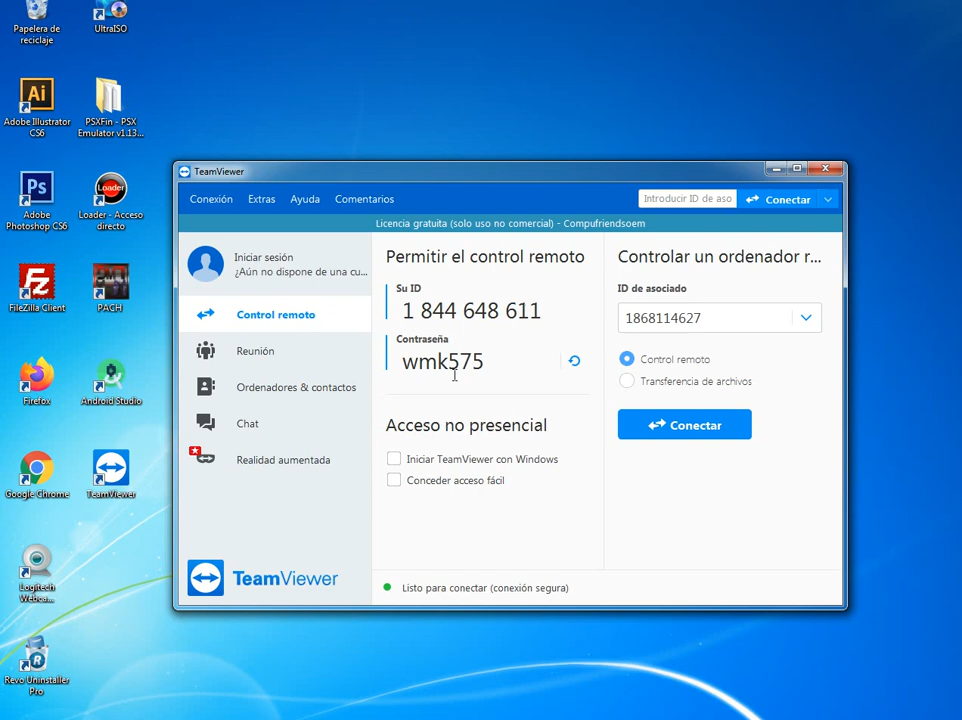 Papelera de
reciclaje
UltraISO
Ai
Adobe Illustrator
CS6
PSXFin - PSX
Emulator v1.13...
Ps
Adobe
Photoshop CS6
Loader
Loader - Acceso
directo
FileZilla Client
PACH
Firefox
Android Studio
Google Chrome
TeamViewer
Logitech
Webca...
Revo Uninstaller
Pro
TeamViewer
Conexión
Extras
Ayuda
Comentarios
Introducir ID de aso
Conectar
Licencia gratuita (solo uso no comercial) - Compufriendsoem
Iniciar sesión
¿Aún no dispone de una cu...
Control remoto
Reunión
Ordenadores & contactos
Chat
Realidad aumentada
TeamViewer
Permitir el control remoto
Su ID
1 844 648 611
Contraseña
wmk575
Acceso no presencial
Iniciar TeamViewer con Windows
Conceder acceso fácil
Controlar un ordenador r...
ID de asociado
1868114627
Control remoto
Transferencia de archivos
Conectar
Listo para conectar (conexión segura)